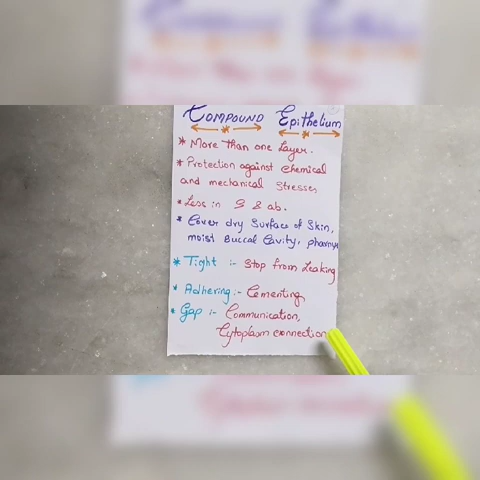 Compound Epithelium
* More than one layer.
* Protection against chemical
and mechanical stresses
* Less in S & ab.
* Cover dry surface of skin,
moist buccal cavity, pharynx
* Tight :- Stop from leaking
* Adhering :- Cementing
* Gap :- Communication,
Cytoplasm connection